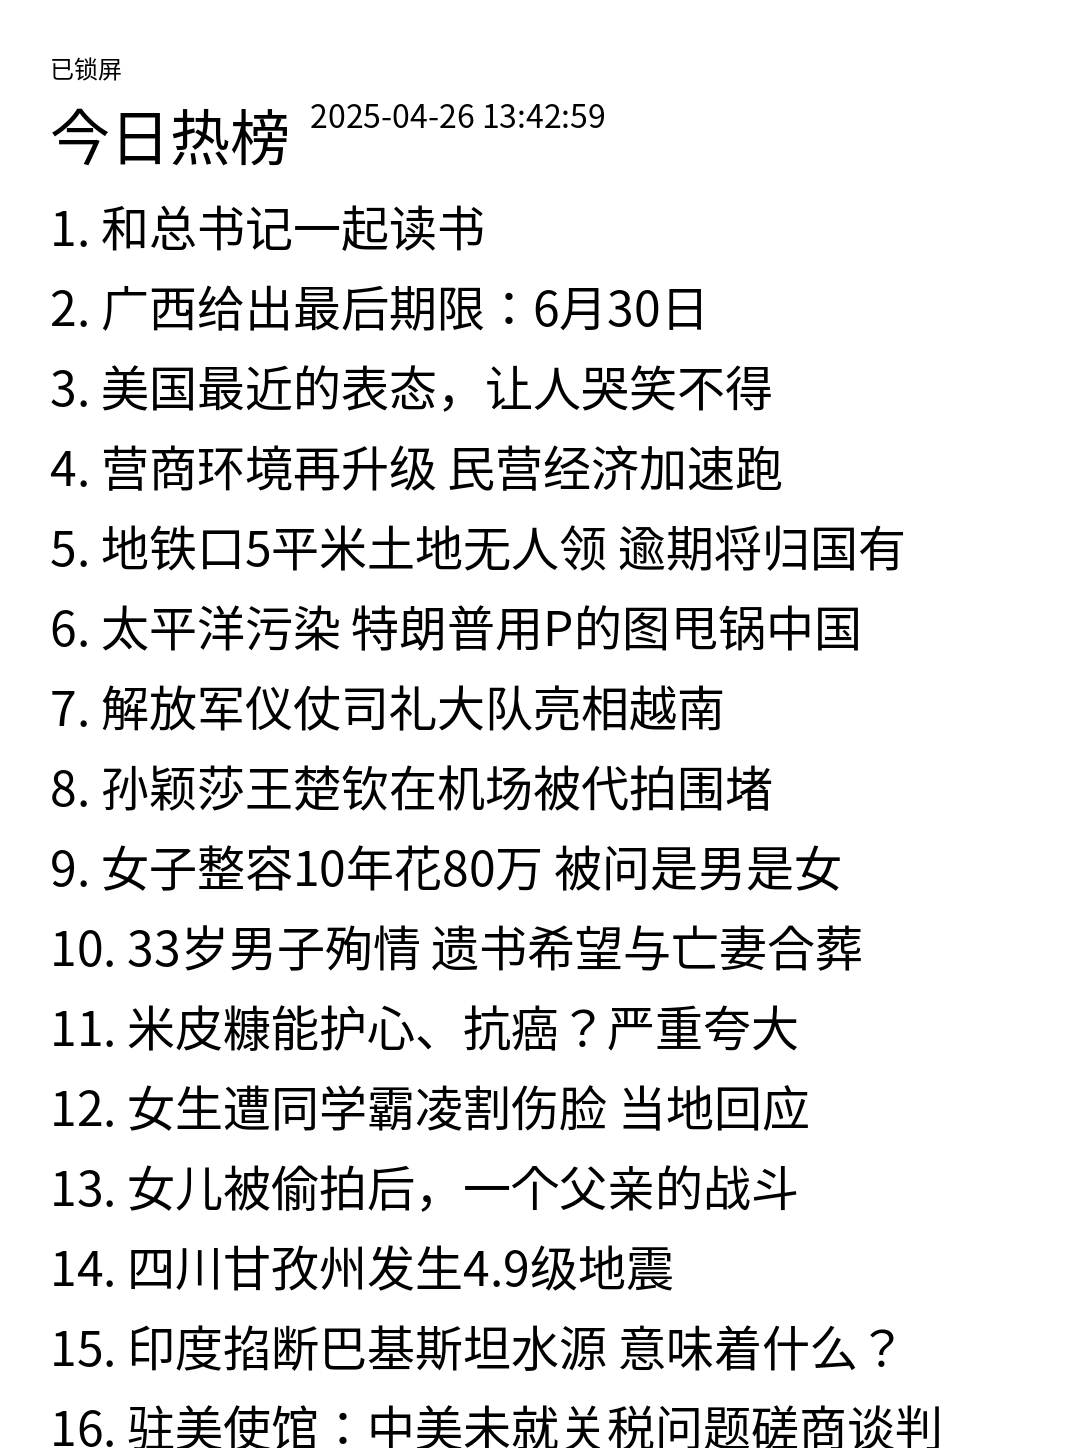 已锁屏
今日热榜 2025-04-26 13:42:59
1. 和总书记一起读书
2. 广西给出最后期限：6月30日
3. 美国最近的表态，让人哭笑不得
4. 营商环境再升级 民营经济加速跑
5. 地铁口5平米土地无人领 逾期将归国有
6. 太平洋污染 特朗普用P的图甩锅中国
7. 解放军仪仗司礼大队亮相越南
8. 孙颖莎王楚钦在机场被代拍围堵
9. 女子整容10年花80万 被问是男是女
10. 33岁男子殉情 遗书希望与亡妻合葬
11. 米皮糠能护心、抗癌？严重夸大
12. 女生遭同学霸凌割伤脸 当地回应
13. 女儿被偷拍后，一个父亲的战斗
14. 四川甘孜州发生4.9级地震
15. 印度掐断巴基斯坦水源 意味着什么？
16. 驻美使馆：中美未就关税问题磋商谈判